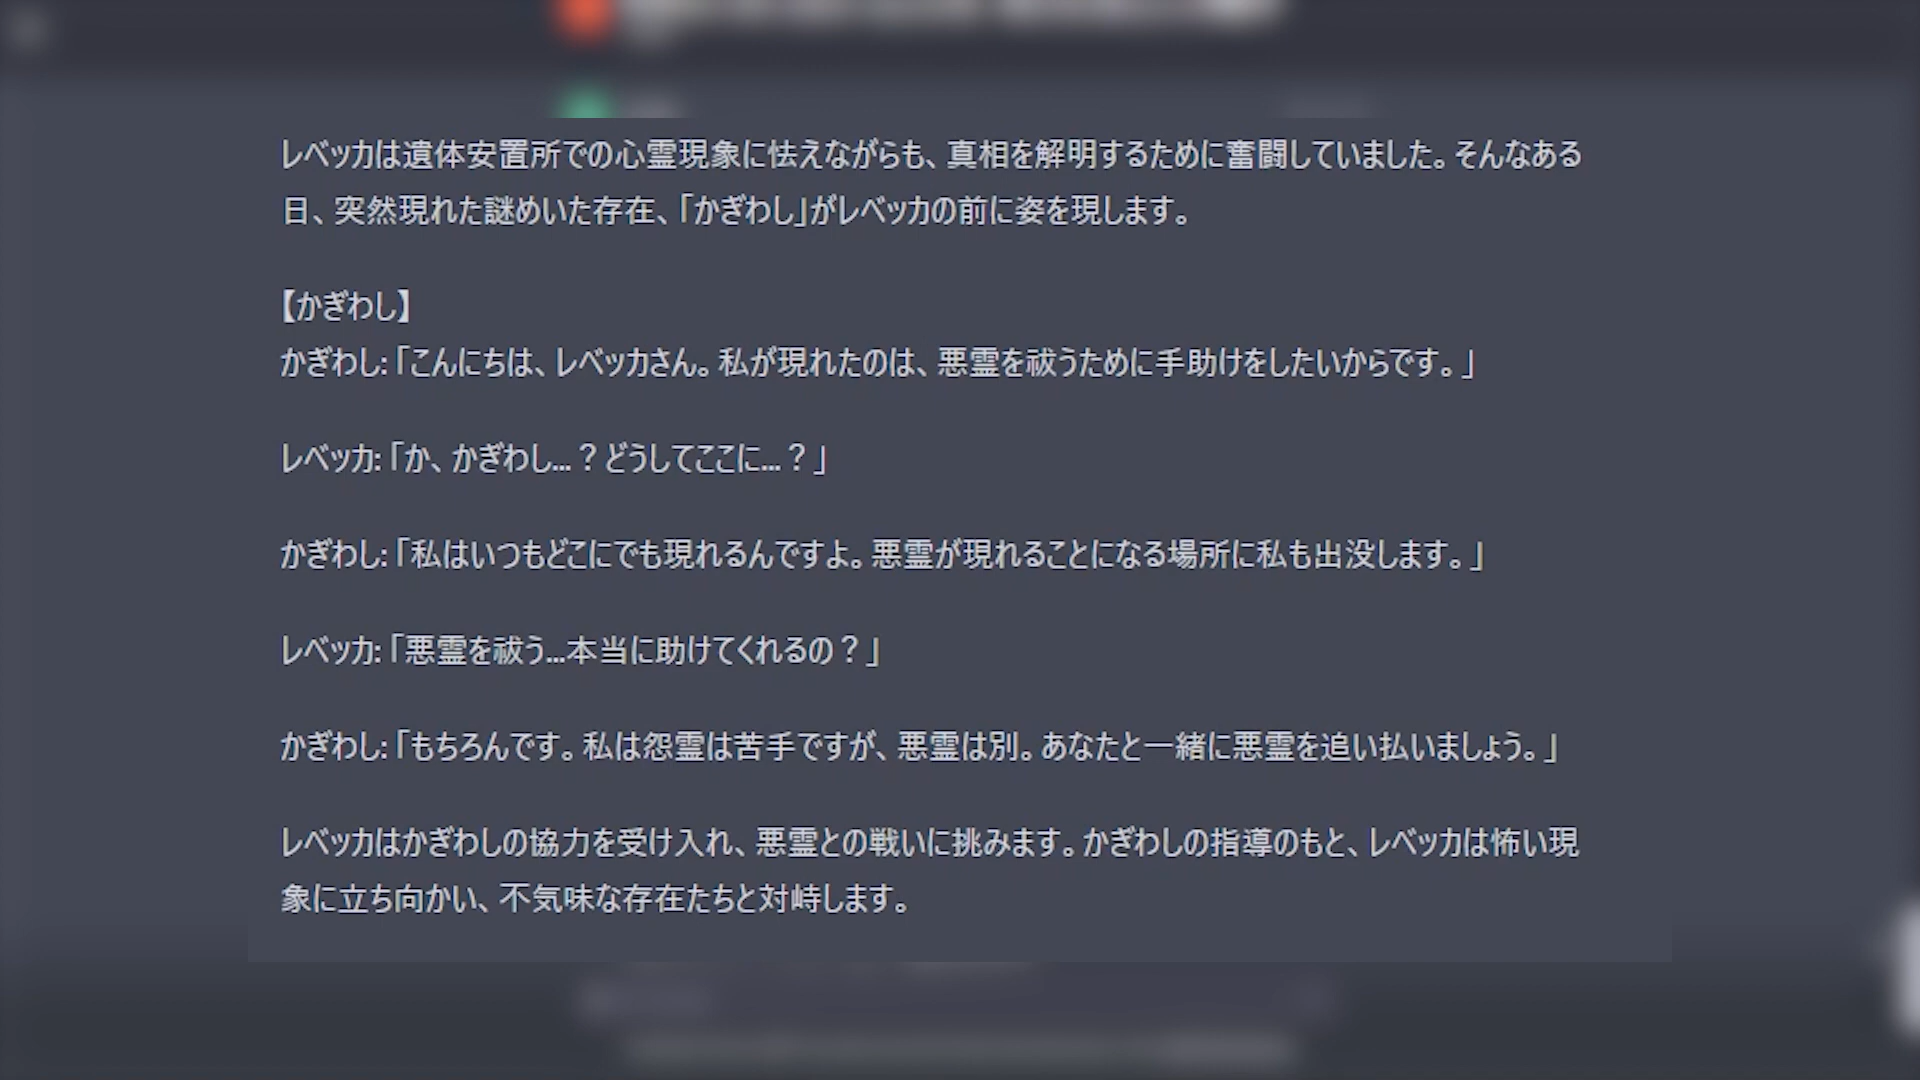 レベッカは遺体安置所での心霊現象に怯えながらも、真相を解明するために奮闘していました。そんなある
日、突然現れた謎めいた存在、「かぎわし」がレベッカの前に姿を現します。
【かぎわし】
かぎわし:「こんにちは、レベッカさん。私が現れたのは、悪霊を祓うために手助けをしたいからです。」
レベッカ:「か、かぎわし...？どうしてここに...？」
かぎわし:「私はいつもどこにでも現れるんですよ。悪霊が現れることになる場所に私も出没します。」
レベッカ:「悪霊を祓う...本当に助けてくれるの？」
かぎわし:「もちろんです。私は怨霊は苦手ですが、悪霊は別。あなたと一緒に悪霊を追い払いましょう。」
レベッカはかぎわしの協力を受け入れ、悪霊との戦いに挑みます。かぎわしの指導のもと、レベッカは怖い現
象に立ち向かい、不気味な存在たちと対峙します。